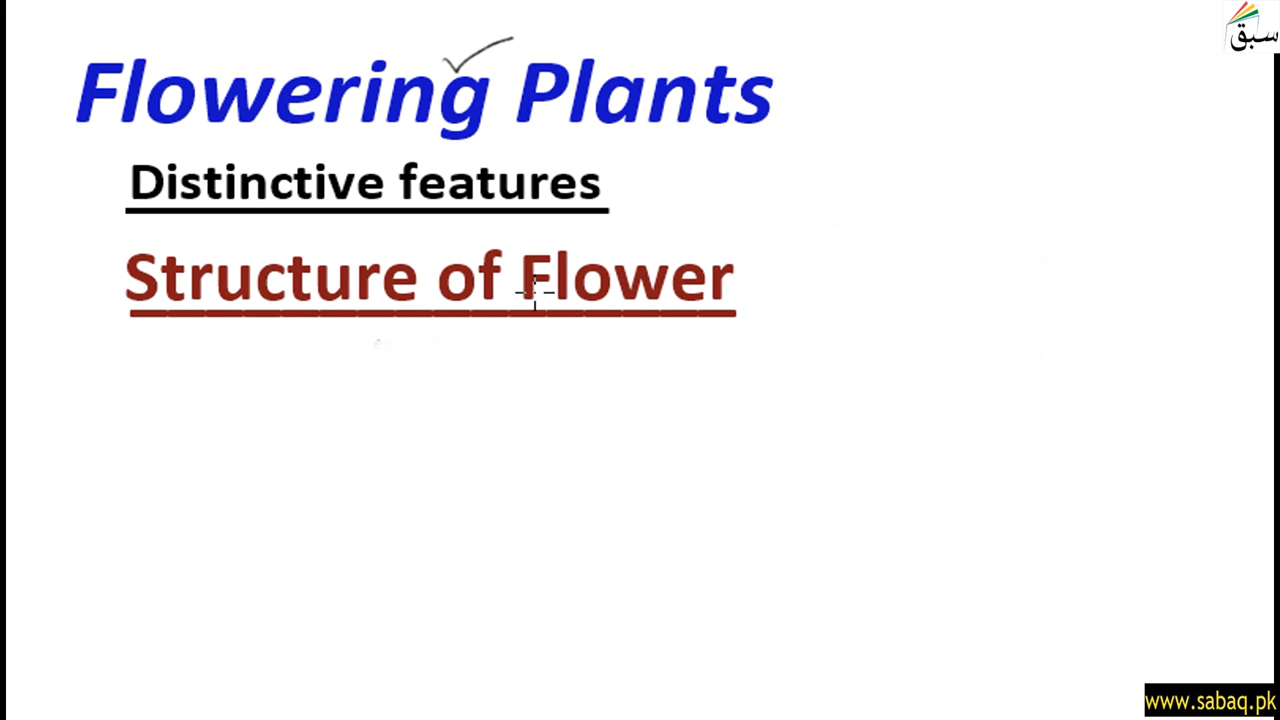 سبق
Flowering Plants
Distinctive features
Structure of Flower
www.sabaq.pk